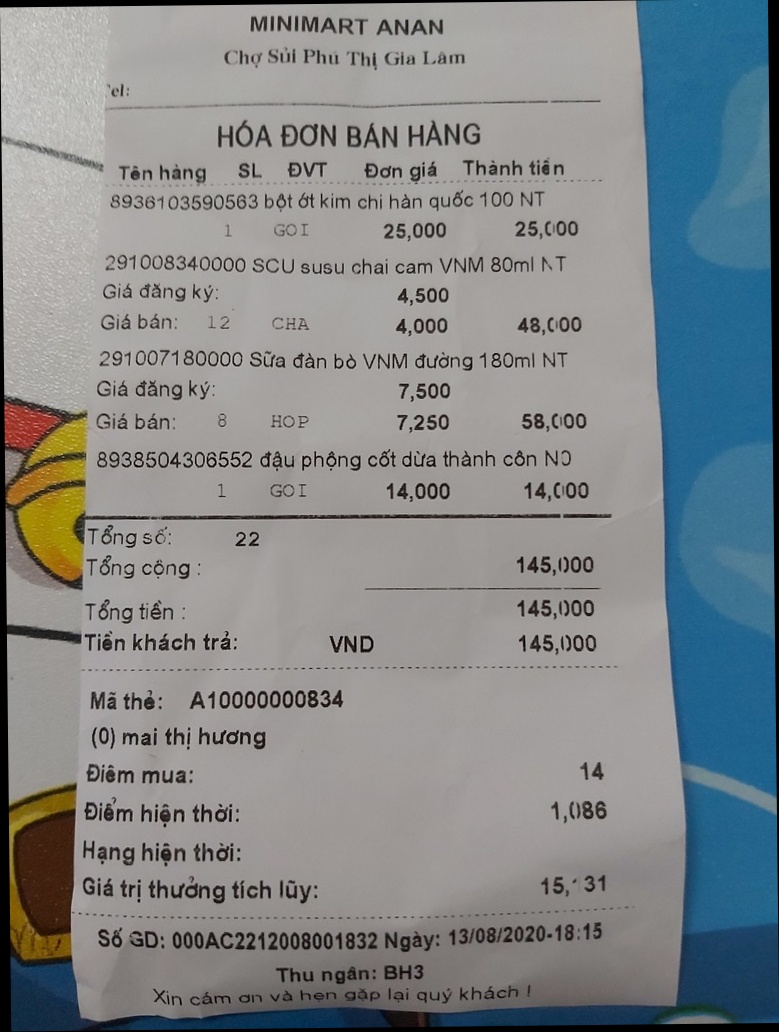 MINIMART ANAN
Chợ Sủi Phú Thị Gia Lâm
Tel:
HÓA ĐƠN BÁN HÀNG
Tên hàng SL ĐVT Đơn giá Thành tiền
8936103590563 bột ớt kim chi hàn quốc 100 NT
1 GOI 25,000 25,000
291008340000 SCU susu chai cam VNM 80ml NT
Giá đăng ký: 4,500
Giá bán: 12 CHA 4,000 48,000
291007180000 Sữa đàn bò VNM đường 180ml NT
Giá đăng ký: 7,500
Giá bán: 8 HOP 7,250 58,000
8938504306552 đậu phộng cốt dừa thành côn NO
1 GOI 14,000 14,000
Tổng số: 22
Tổng cộng : 145,000
Tổng tiền : 145,000
Tiền khách trả: VND 145,000
Mã thẻ: A10000000834
(0) mai thị hương
Điêm mua: 14
Điểm hiện thời: 1,086
Hạng hiện thời:
Giá trị thưởng tích lũy:
Số GD: 000AC2212008001832 Ngày: 13/08/2020-18:15
Thu ngân: BH3
Xin cám ơn và hẹn gặp lại quý khách !